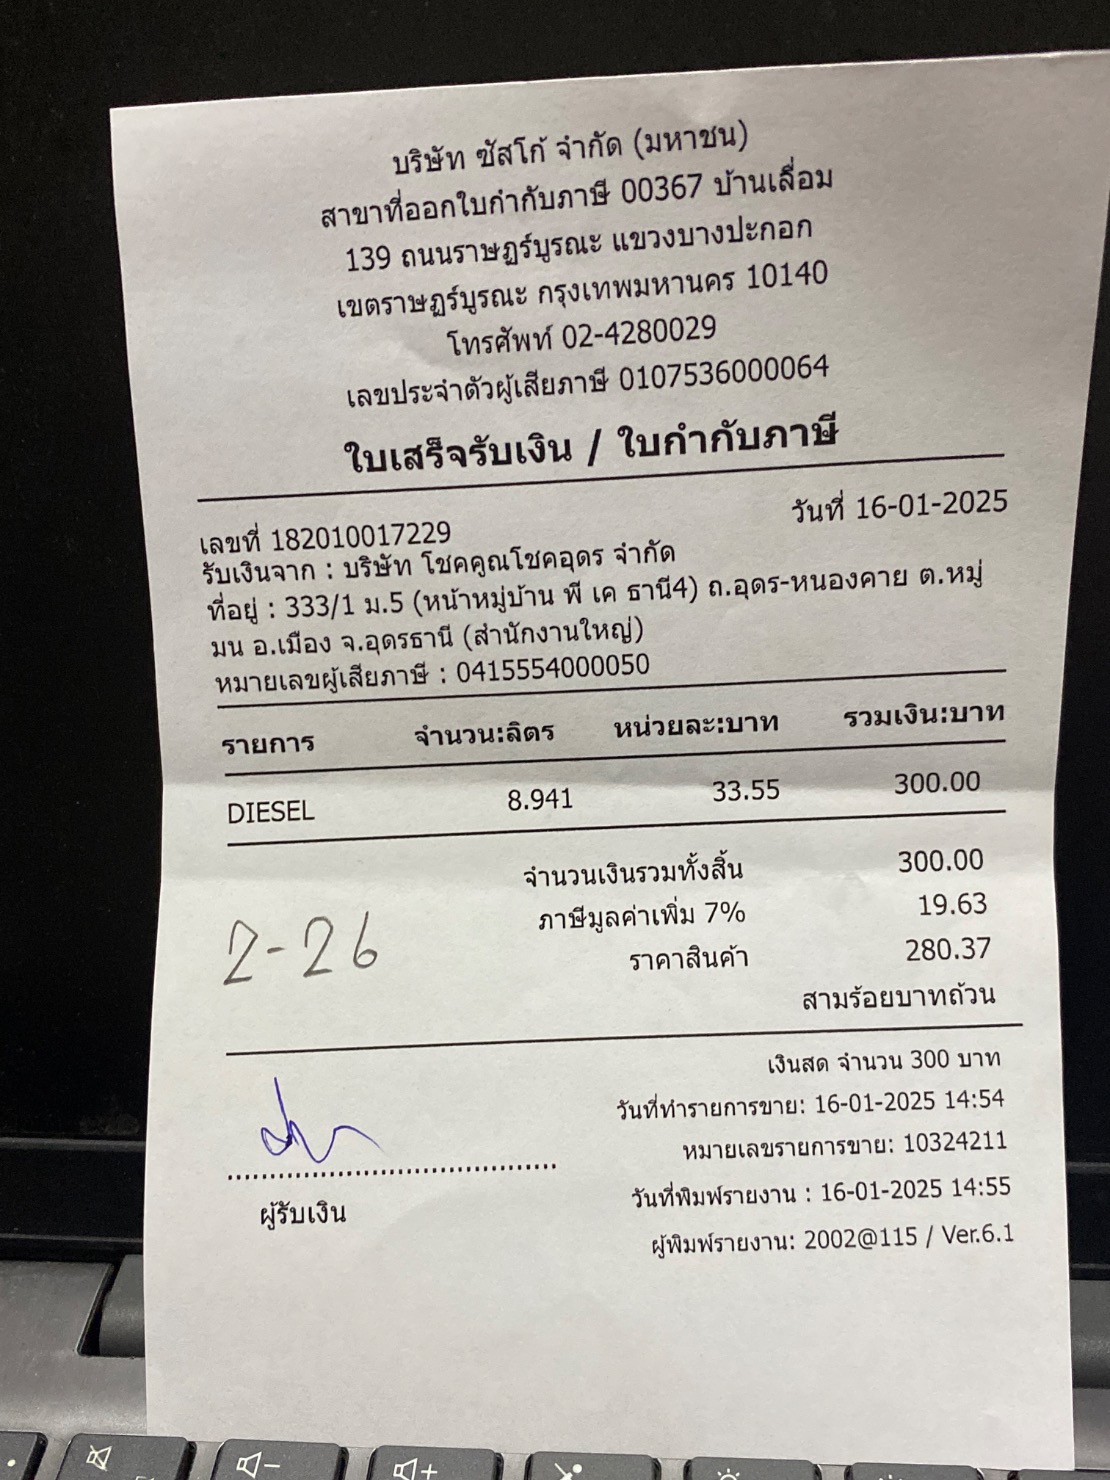 บริษัท ซัสโก้ จำกัด (มหาชน)
สาขาที่ออกใบกำกับภาษี 00367 บ้านเลื่อม
139 ถนนราษฏร์บูรณะ แขวงบางปะกอก
เขตราษฏร์บูรณะ กรุงเทพมหานคร 10140
โทรศัพท์ 02-4280029
เลขประจำตัวผู้เสียภาษี 0107536000064
ใบเสร็จรับเงิน / ใบกำกับภาษี
เลขที่ 182010017229 วันที่ 16-01-2025
รับเงินจาก : บริษัท โชคคูณโชคอุดร จำกัด
ที่อยู่ : 333/1 ม.5 (หน้าหมู่บ้าน พี เค ธานี4) ถ.อุดร-หนองคาย ต.หมู่
มน อ.เมือง จ.อุดรธานี (สำนักงานใหญ่)
หมายเลขผู้เสียภาษี : 0415554000050
รายการ จำนวน:ลิตร หน่วยละ:บาท รวมเงิน:บาท
DIESEL 8.941 33.55 300.00
จำนวนเงินรวมทั้งสิ้น 300.00
ภาษีมูลค่าเพิ่ม 7% 19.63
2-26
ราคาสินค้า 280.37
สามร้อยบาทถ้วน
เงินสด จำนวน 300 บาท
วันที่ทำรายการขาย: 16-01-2025 14:54
หมายเลขรายการขาย: 10324211
วันที่พิมพ์รายงาน : 16-01-2025 14:55
ผู้รับเงิน
ผู้พิมพ์รายงาน: 2002@115 / Ver.6.1